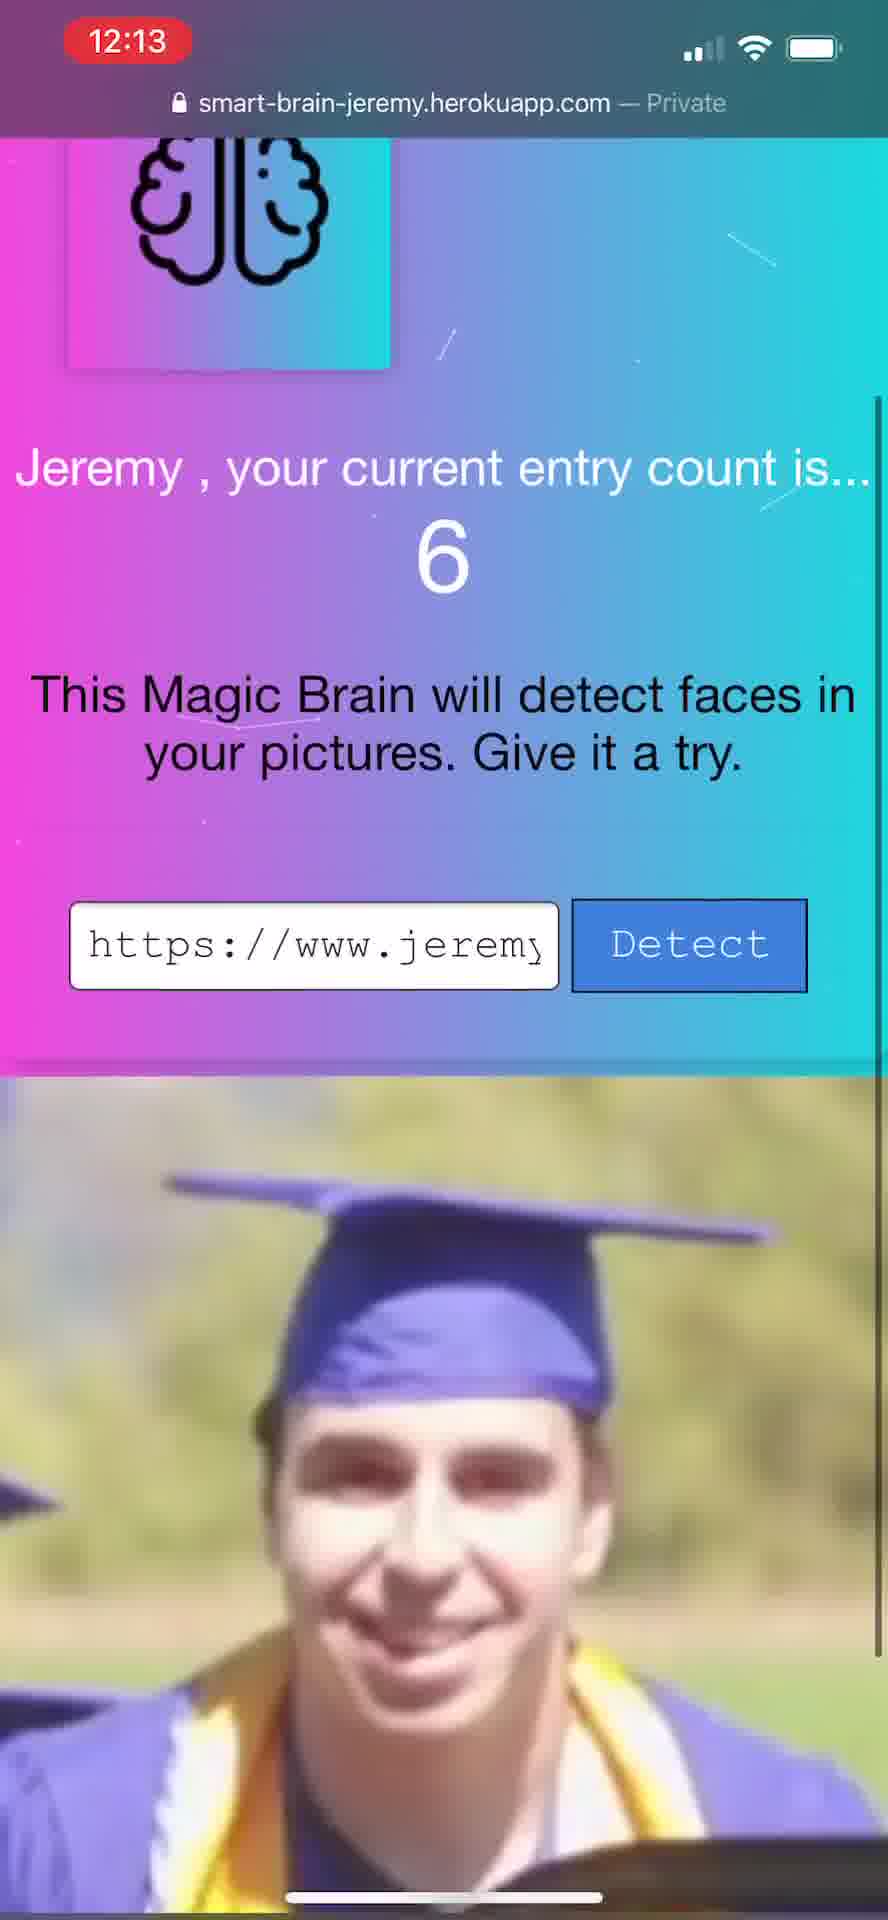 12:13
smart-brain-jeremy.herokuapp.com — Private
Jeremy , your current entry count is...
6
This Magic Brain will detect faces in
your pictures. Give it a try.
https://www.jeremy
Detect